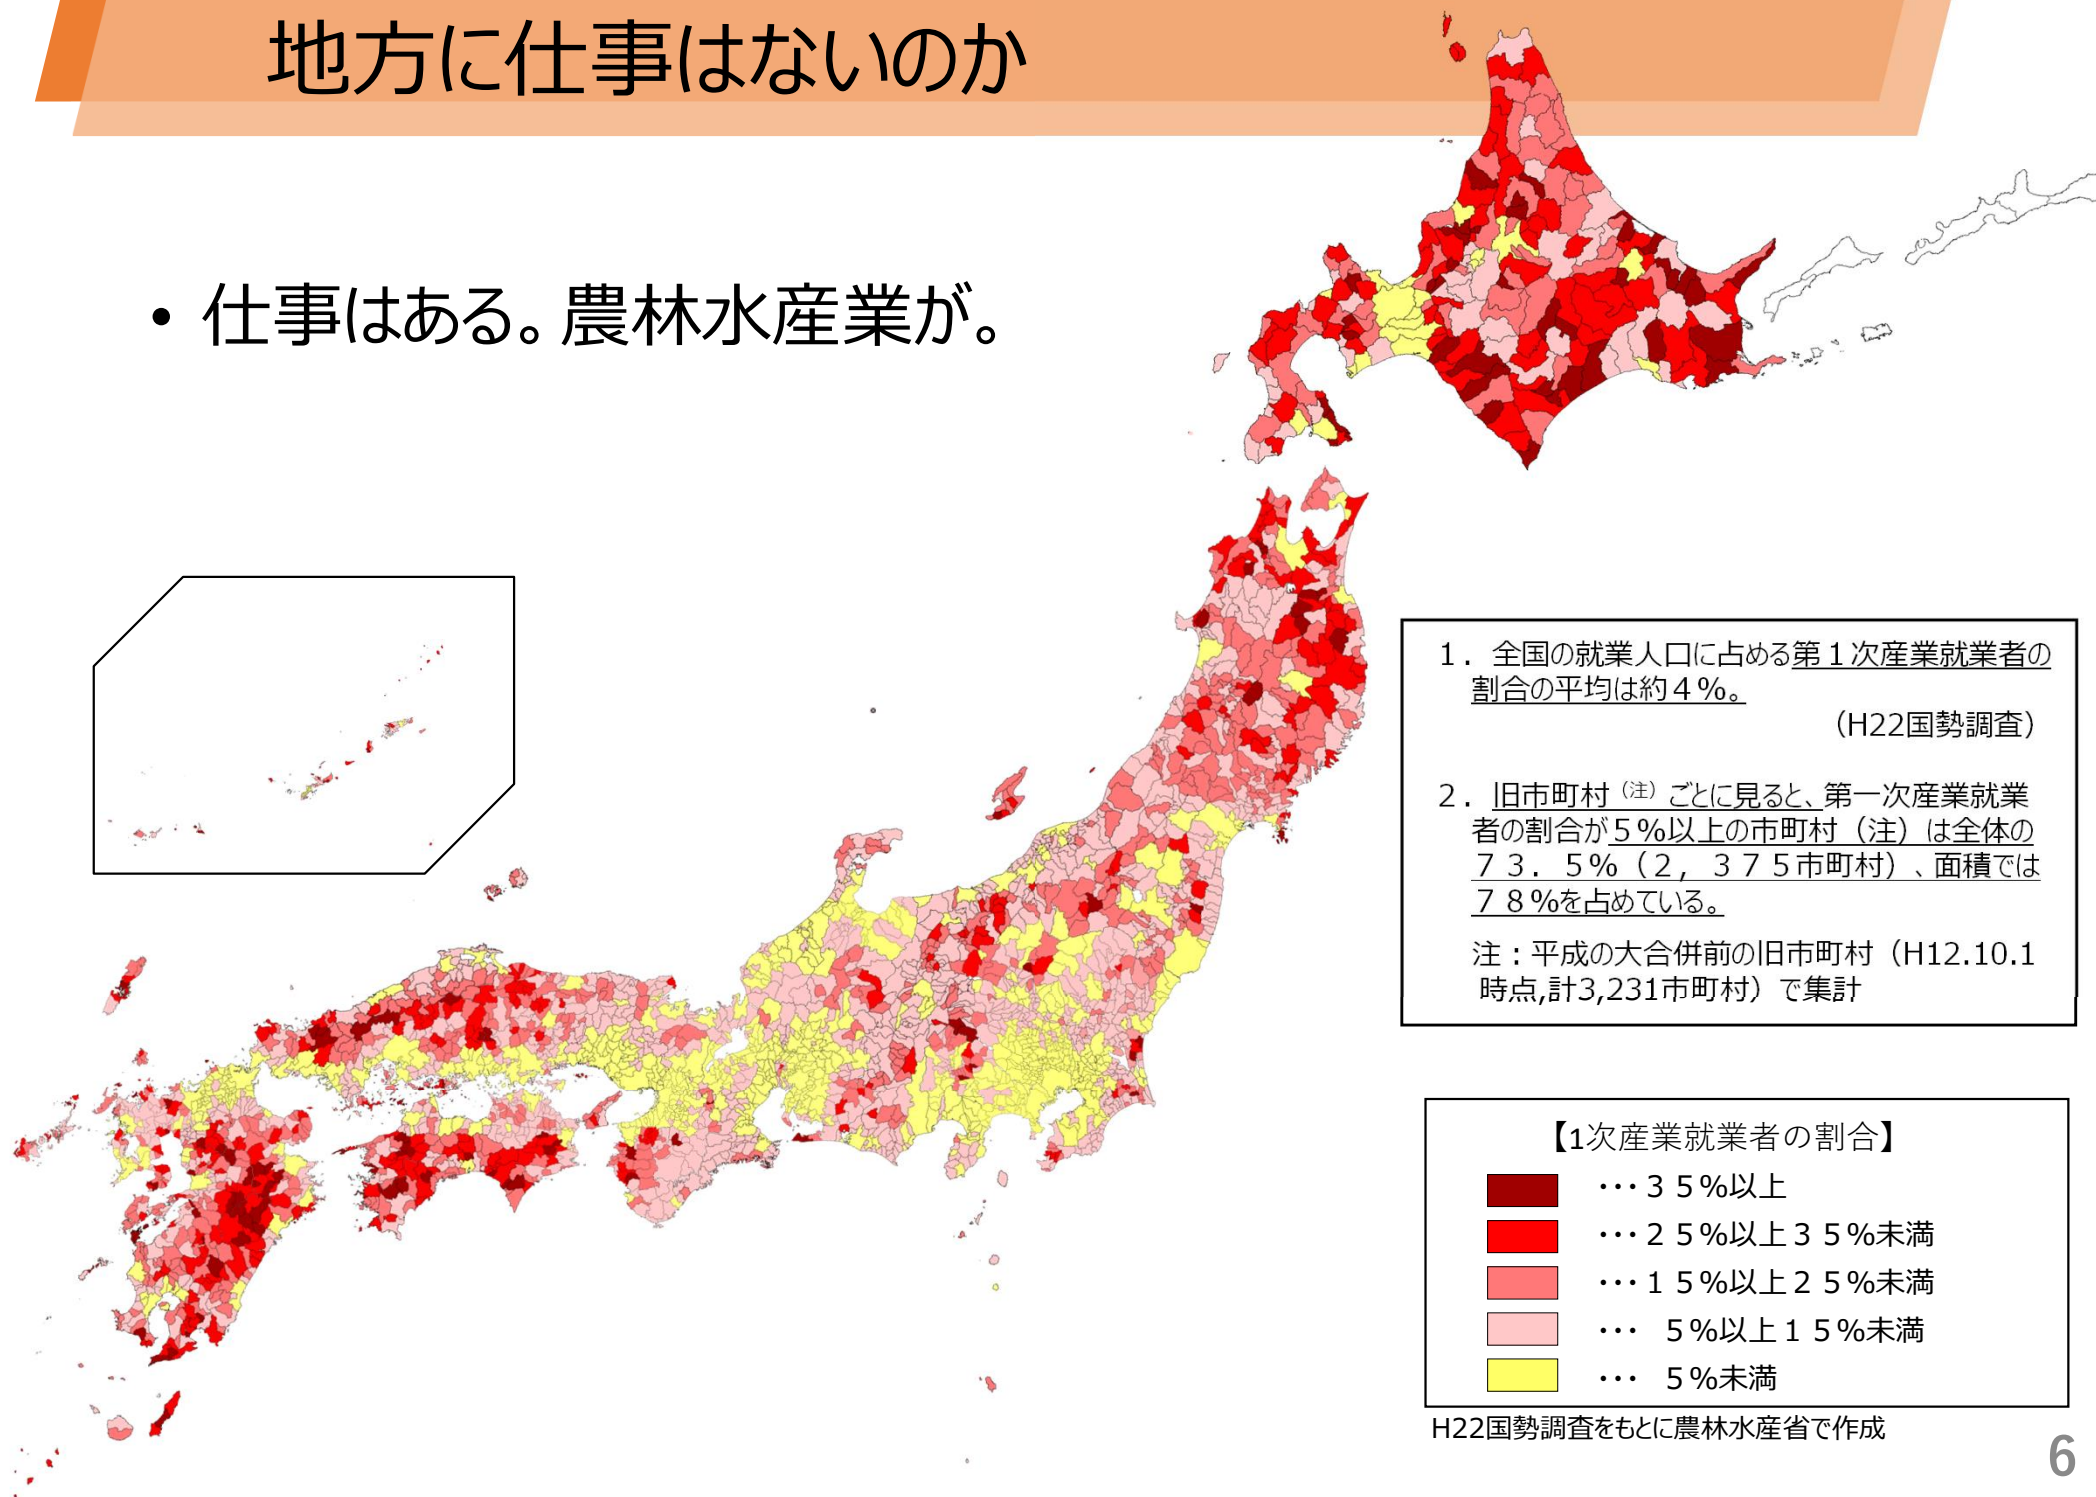 地方に仕事はないのか
• 仕事はある。農林水産業が。
１．全国の就業人口に占める第１次産業就業者の
割合の平均は約４％。
（H22国勢調査）
２．旧市町村（注）ごとに見ると、第一次産業就業
者の割合が５％以上の市町村（注）は全体の
７３．５％（２，３７５市町村）、面積では
７８％を占めている。
注：平成の大合併前の旧市町村（H12.10.1
時点,計3,231市町村）で集計
【1次産業就業者の割合】
…３５％以上
…２５％以上３５％未満
…１５％以上２５％未満
… ５％以上１５％未満
… ５％未満
H22国勢調査をもとに農林水産省で作成
6